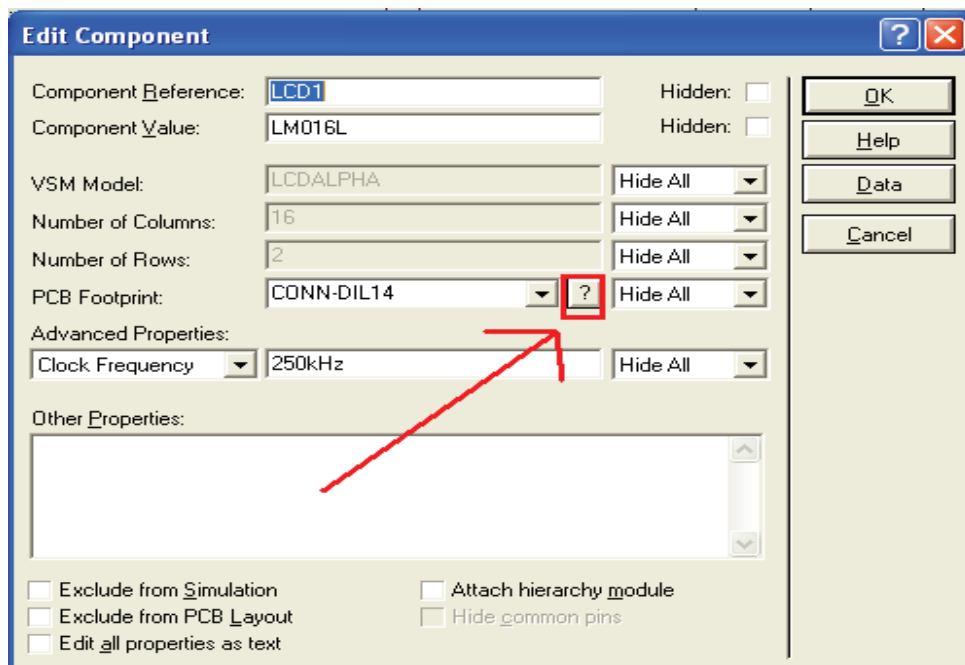 Edit Component
Component Reference: LCD1 Hidden:
Component Value: LM016L Hidden:
VSM Model: LCDALPHA Hide All
Number of Columns: 16 Hide All
Number of Rows: 2 Hide All
PCB Footprint: CONN-DIL14 ? Hide All
Advanced Properties:
Clock Frequency 250kHz Hide All
Other Properties:
Exclude from Simulation Attach hierarchy module
Exclude from PCB Layout Hide common pins
Edit all properties as text
OK
Help
Data
Cancel